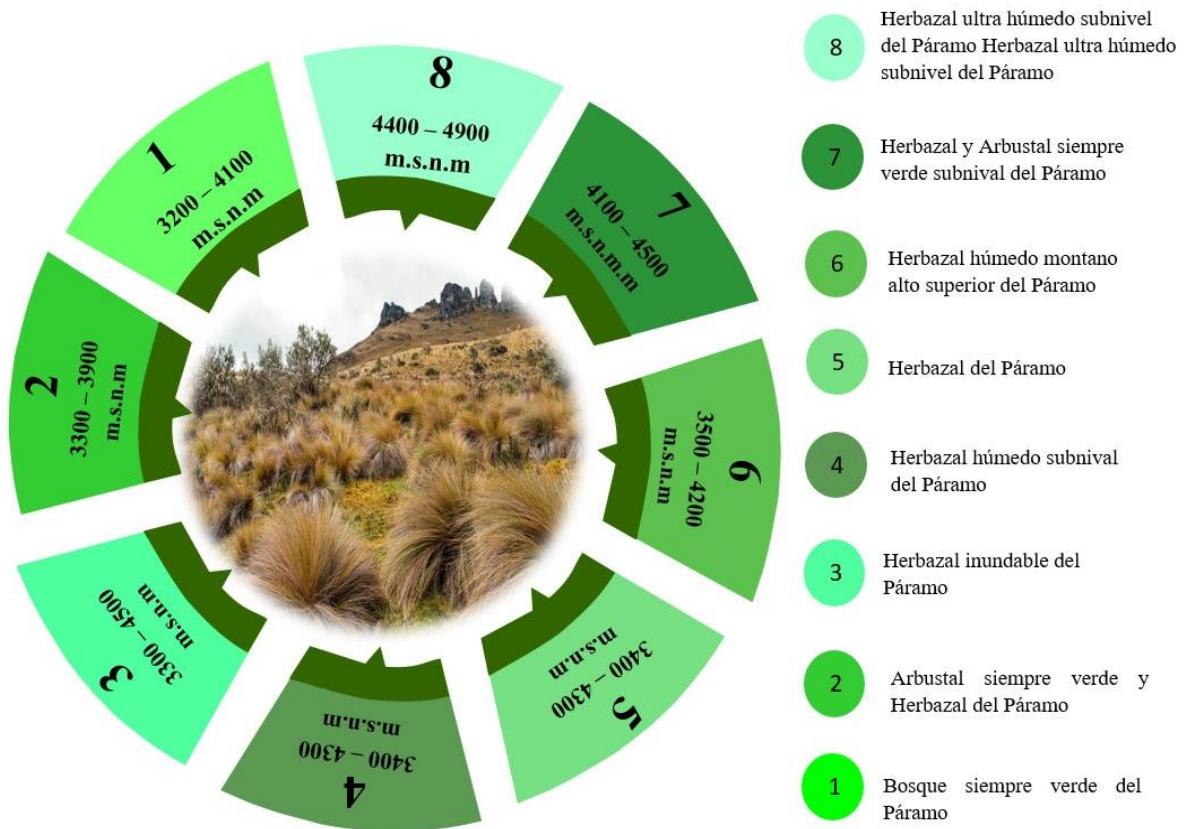 8
4400 – 4900
m.s.n.m
7
4100 – 4500
m.s.n.m.m
6
3500 – 4200
m.s.n.m
5
3400 – 4300
m.s.n.m
4
3400 – 4300
m.s.n.m
3
3300 – 4500
m.s.n.m
2
3300 – 3900
m.s.n.m
1
3200 – 4100
m.s.n.m
8
Herbazal ultra húmedo subnivel
del Páramo Herbazal ultra húmedo
subnivel del Páramo
7
Herbazal y Arbustal siempre
verde subnival del Páramo
6
Herbazal húmedo montano
alto superior del Páramo
5
Herbazal del Páramo
4
Herbazal húmedo subnival
del Páramo
3
Herbazal inundable del
Páramo
2
Arbustal siempre verde y
Herbazal del Páramo
1
Bosque siempre verde del
Páramo